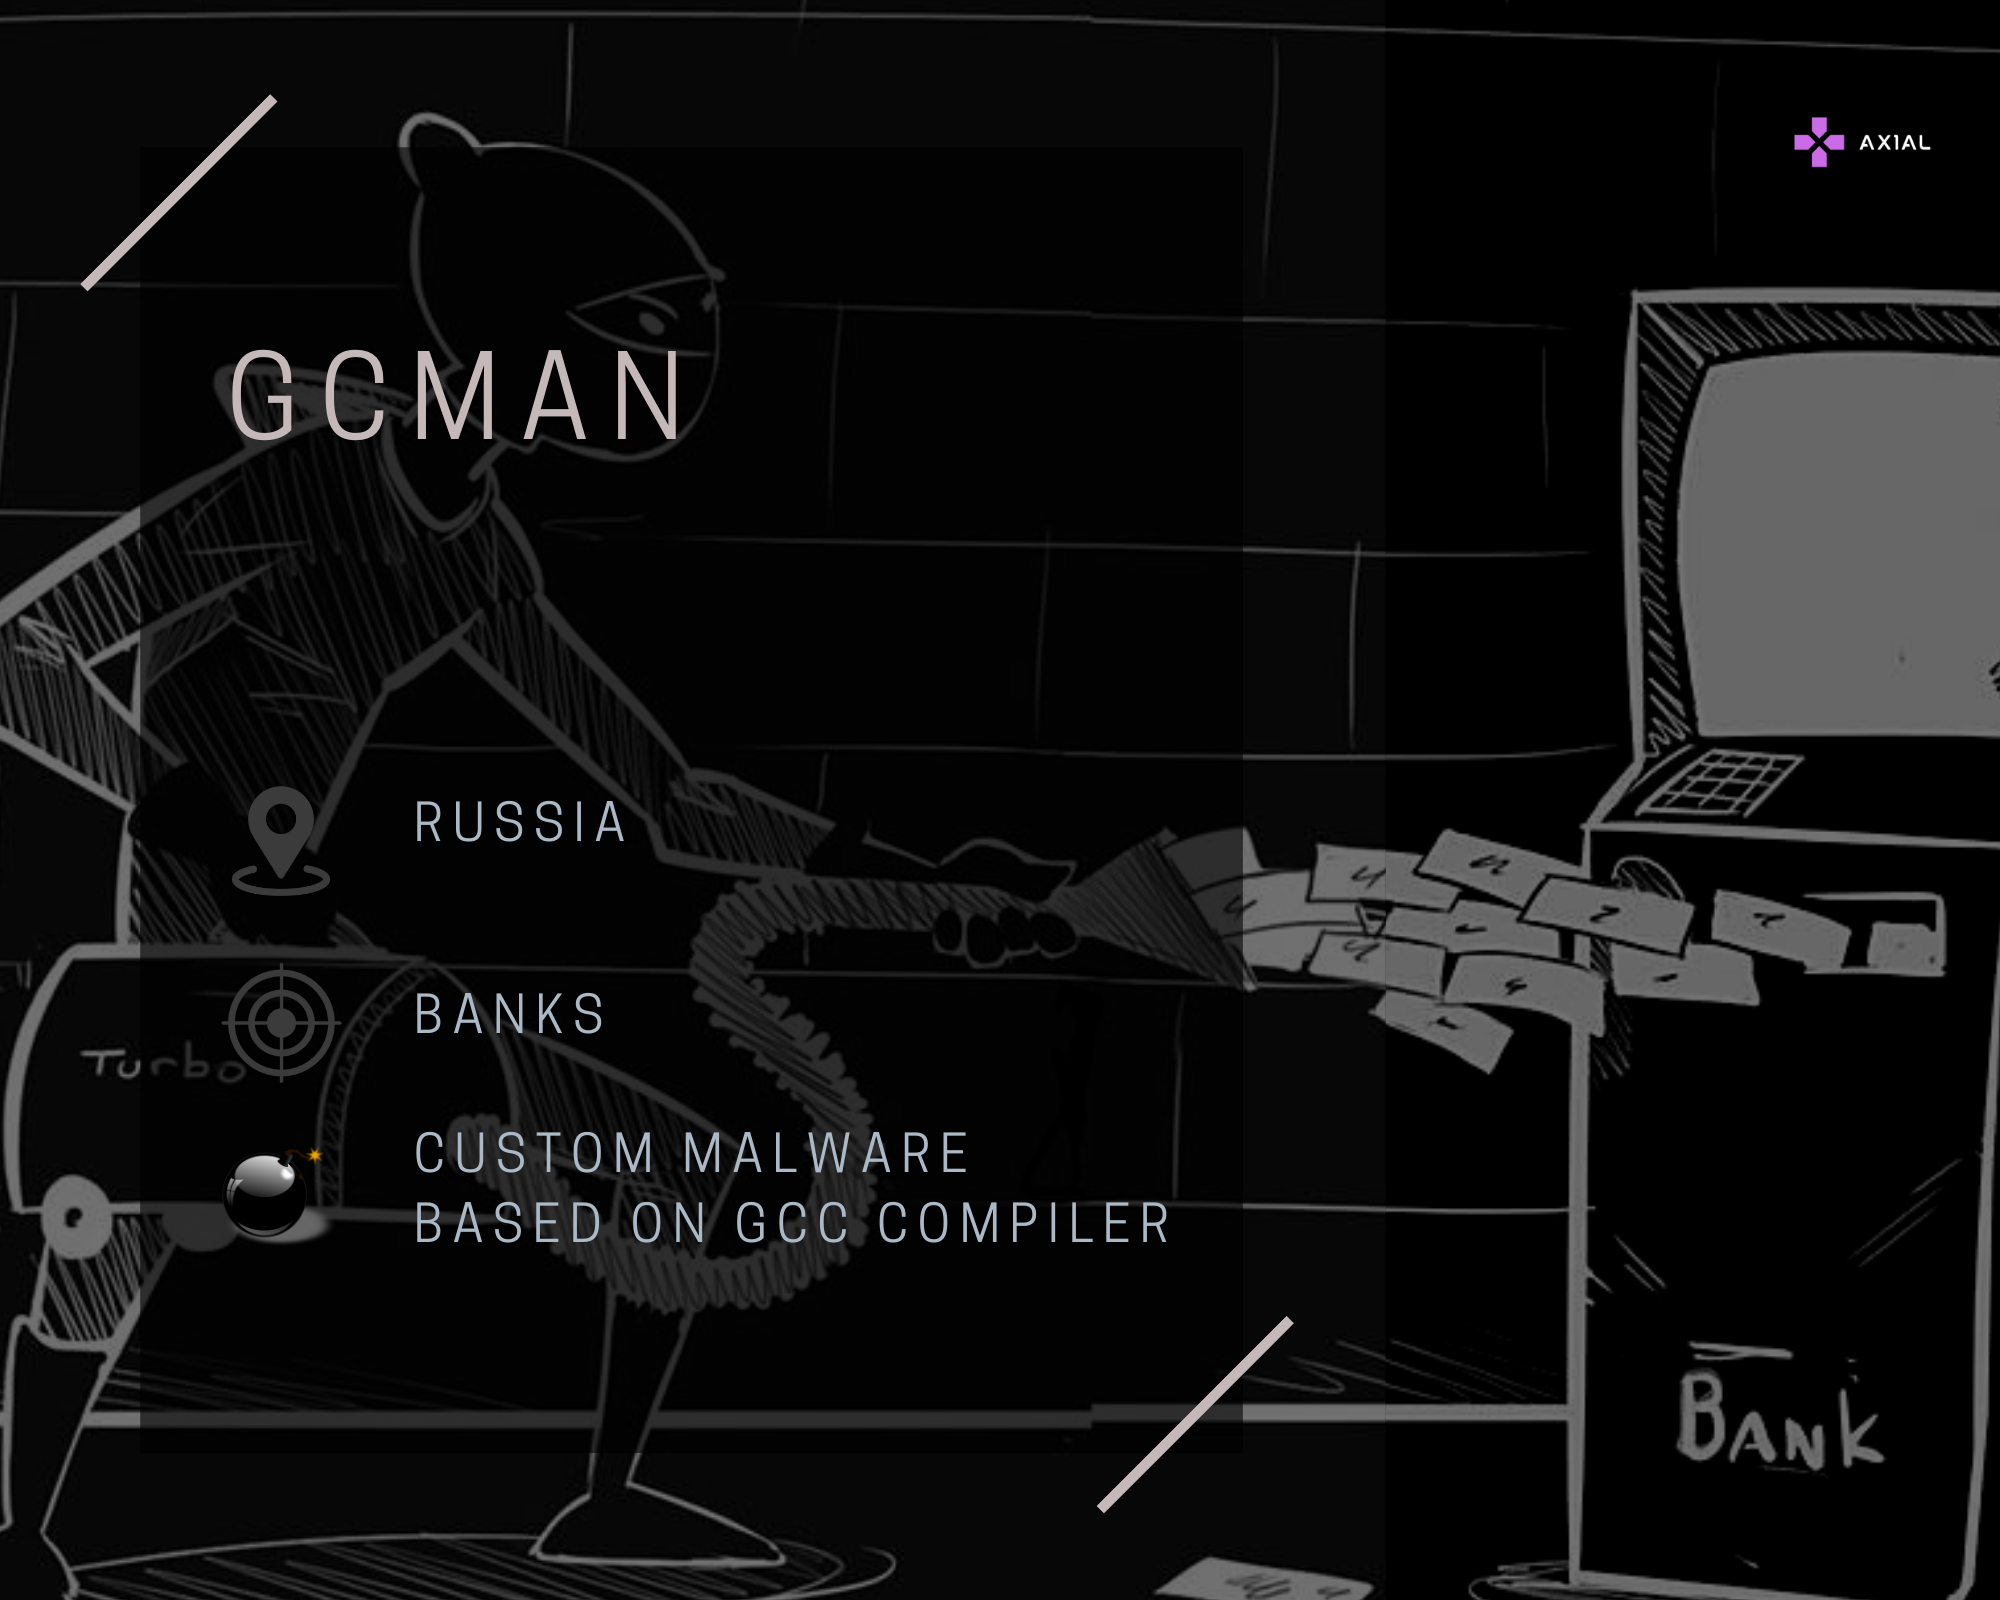 AXIAL
GCMAN
RUSSIA
BANKS
Turbo
CUSTOM MALWARE
BASED ON GCC COMPILER
BANK